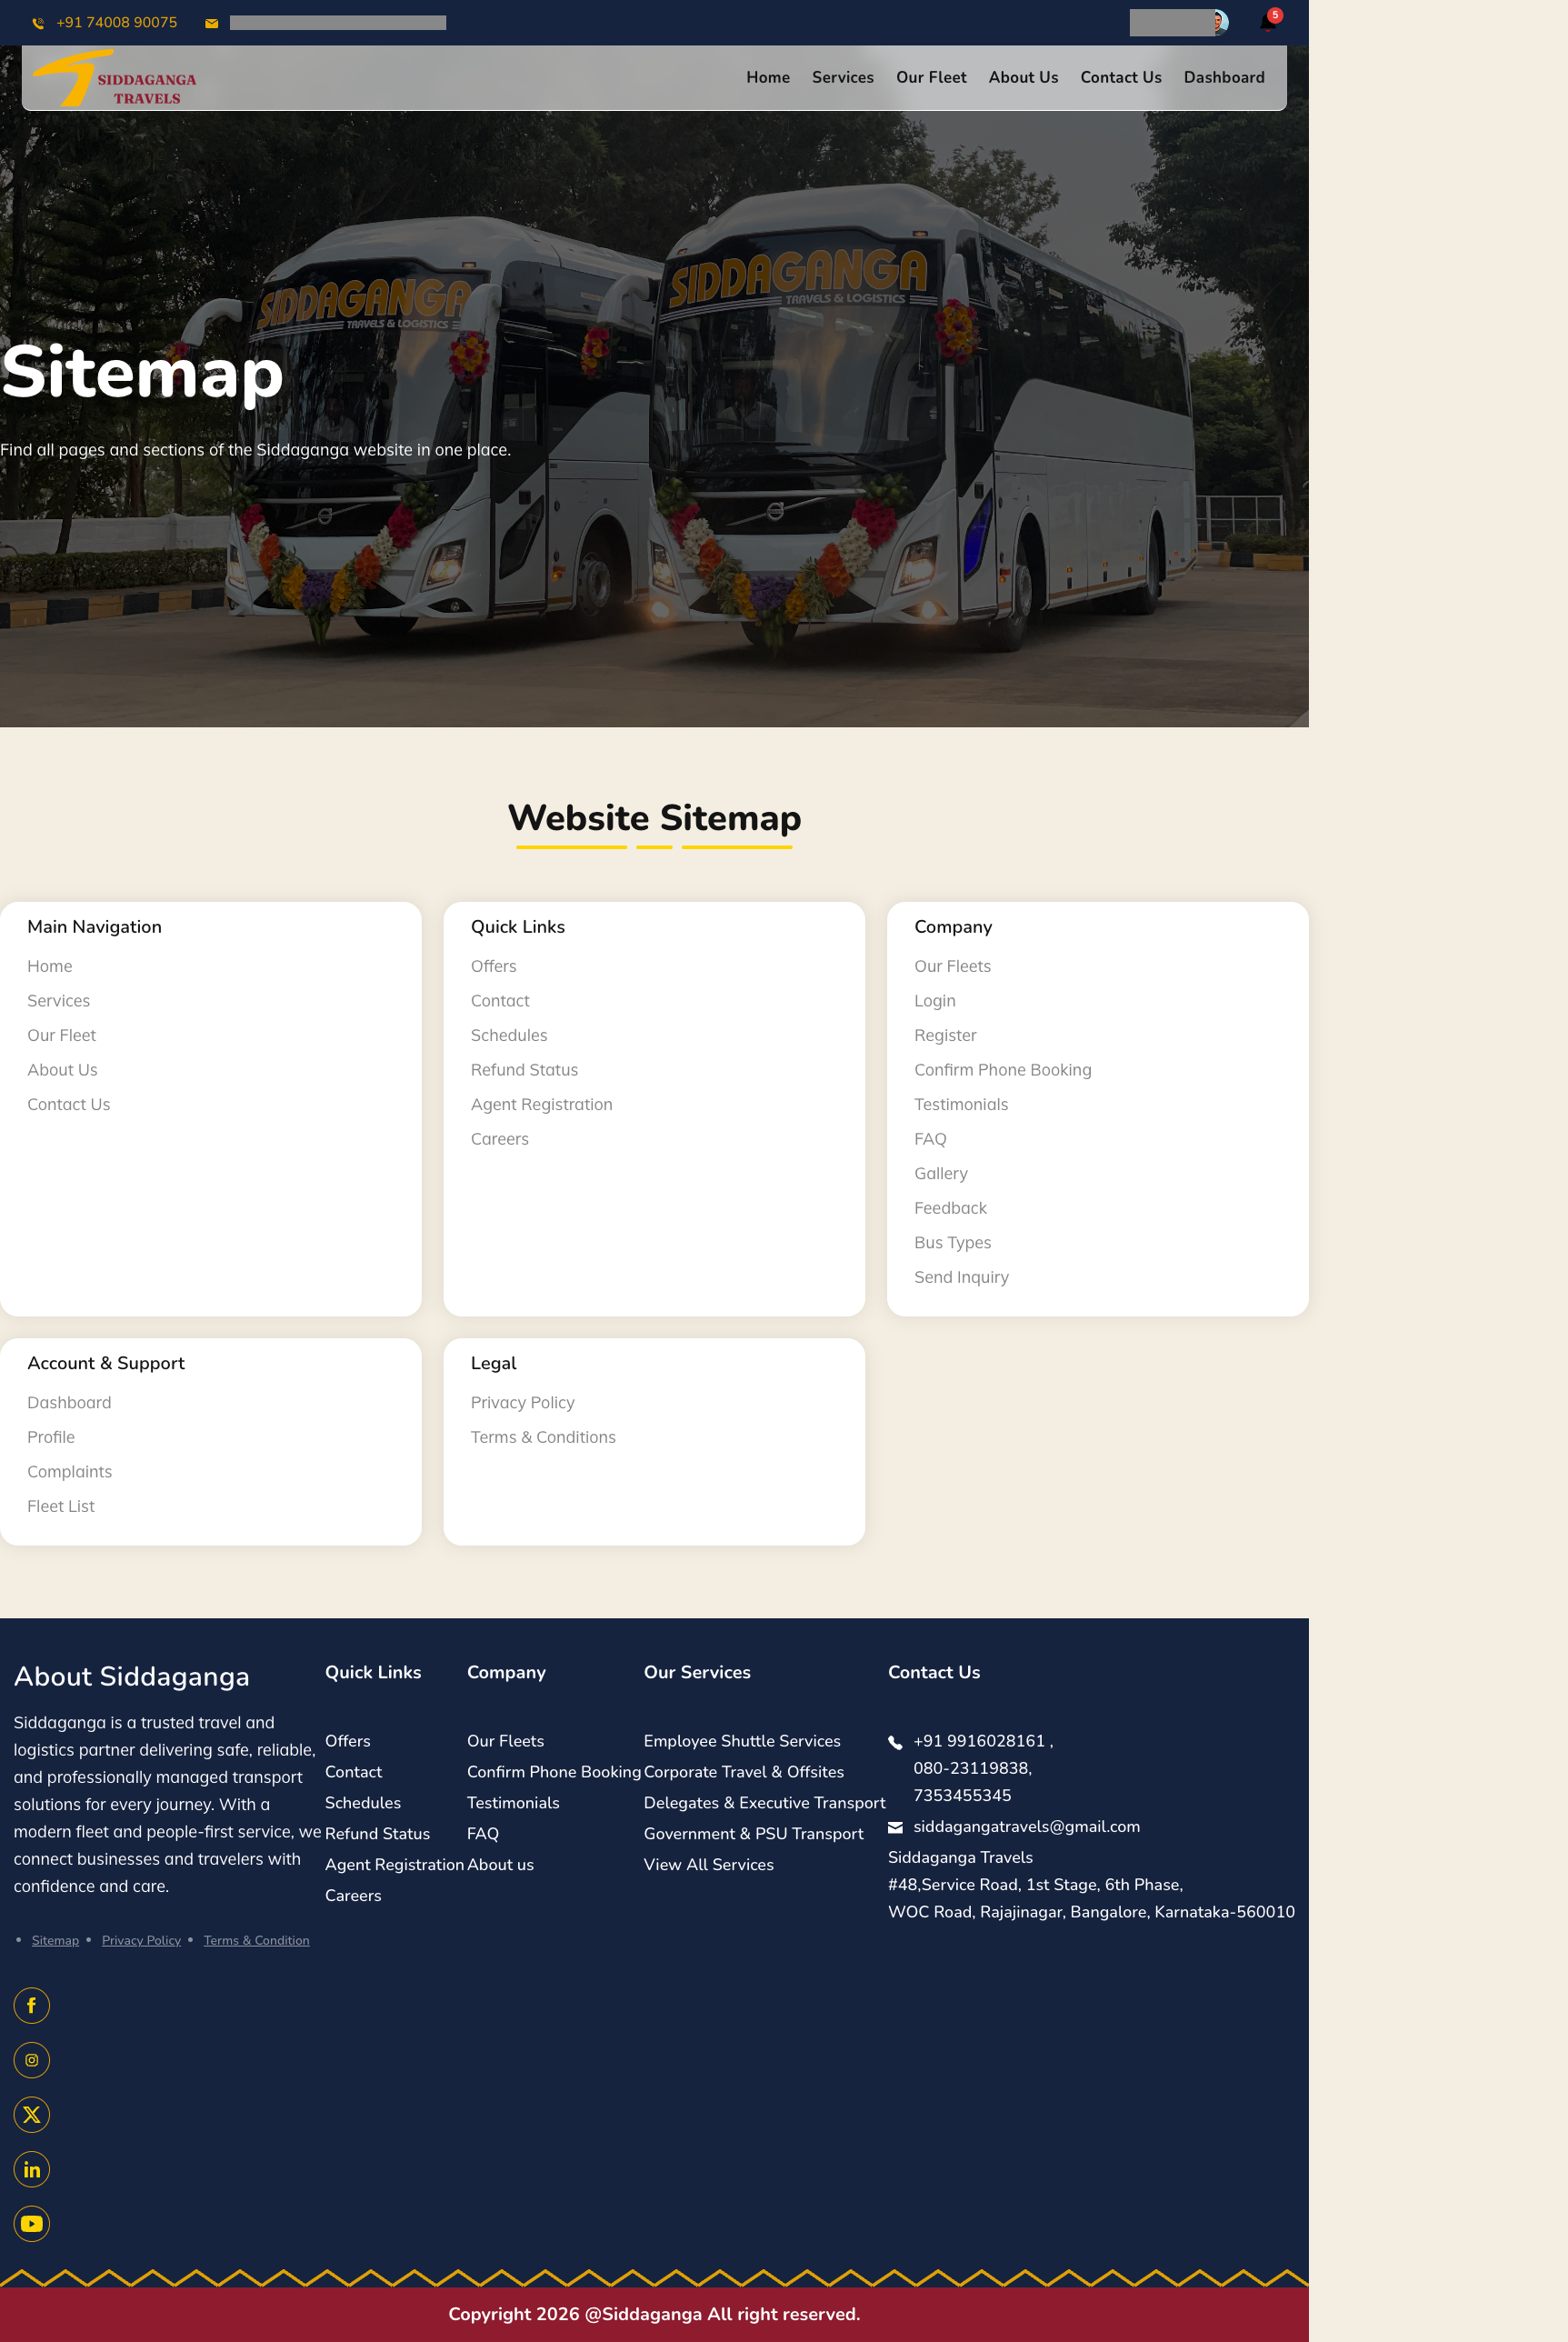 +91 74008 90075
5
SIDDAGANGA
TRAVELS
Home
Services
Our Fleet
About Us
Contact Us
Dashboard
SIDDAGANGA
TRAVELS & LOGISTICS
SIDDAGANGA
TRAVELS & LOGISTICS
Sitemap
Find all pages and sections of the Siddaganga website in one place.
Website Sitemap
Main Navigation
Home
Services
Our Fleet
About Us
Contact Us
Quick Links
Offers
Contact
Schedules
Refund Status
Agent Registration
Careers
Company
Our Fleets
Login
Register
Confirm Phone Booking
Testimonials
FAQ
Gallery
Feedback
Bus Types
Send Inquiry
Account & Support
Dashboard
Profile
Complaints
Fleet List
Legal
Privacy Policy
Terms & Conditions
About Siddaganga
Siddaganga is a trusted travel and
logistics partner delivering safe, reliable,
and professionally managed transport
solutions for every journey. With a
modern fleet and people-first service, we
connect businesses and travelers with
confidence and care.
Sitemap
Privacy Policy
Terms & Condition
Quick Links
Offers
Contact
Schedules
Refund Status
Agent Registration
Careers
Company
Our Fleets
Confirm Phone Booking
Testimonials
FAQ
About us
Our Services
Employee Shuttle Services
Corporate Travel & Offsites
Delegates & Executive Transport
Government & PSU Transport
View All Services
Contact Us
+91 9916028161 ,
080-23119838,
7353455345
siddagangatravels@gmail.com
Siddaganga Travels
#48,Service Road, 1st Stage, 6th Phase,
WOC Road, Rajajinagar, Bangalore, Karnataka-560010
Copyright 2026 @Siddaganga All right reserved.